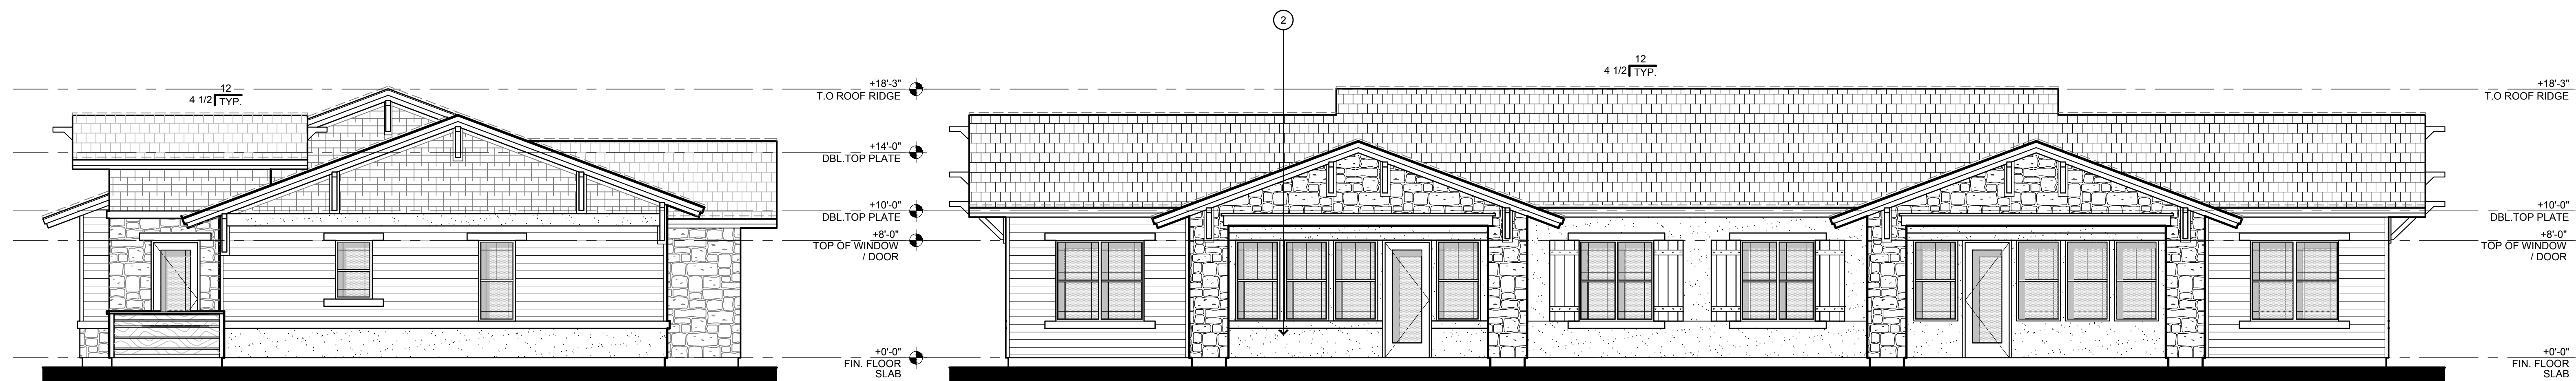 2
12
4 1/2 TYP.
+18'-3"
T.O ROOF RIDGE
+14'-0"
DBL.TOP PLATE
+10'-0"
DBL.TOP PLATE
+8'-0"
TOP OF WINDOW
/ DOOR
+0'-0"
FIN. FLOOR
SLAB
12
4 1/2 TYP.
+18'-3"
T.O ROOF RIDGE
+10'-0"
DBL.TOP PLATE
+8'-0"
TOP OF WINDOW
/ DOOR
+0'-0"
FIN. FLOOR
SLAB